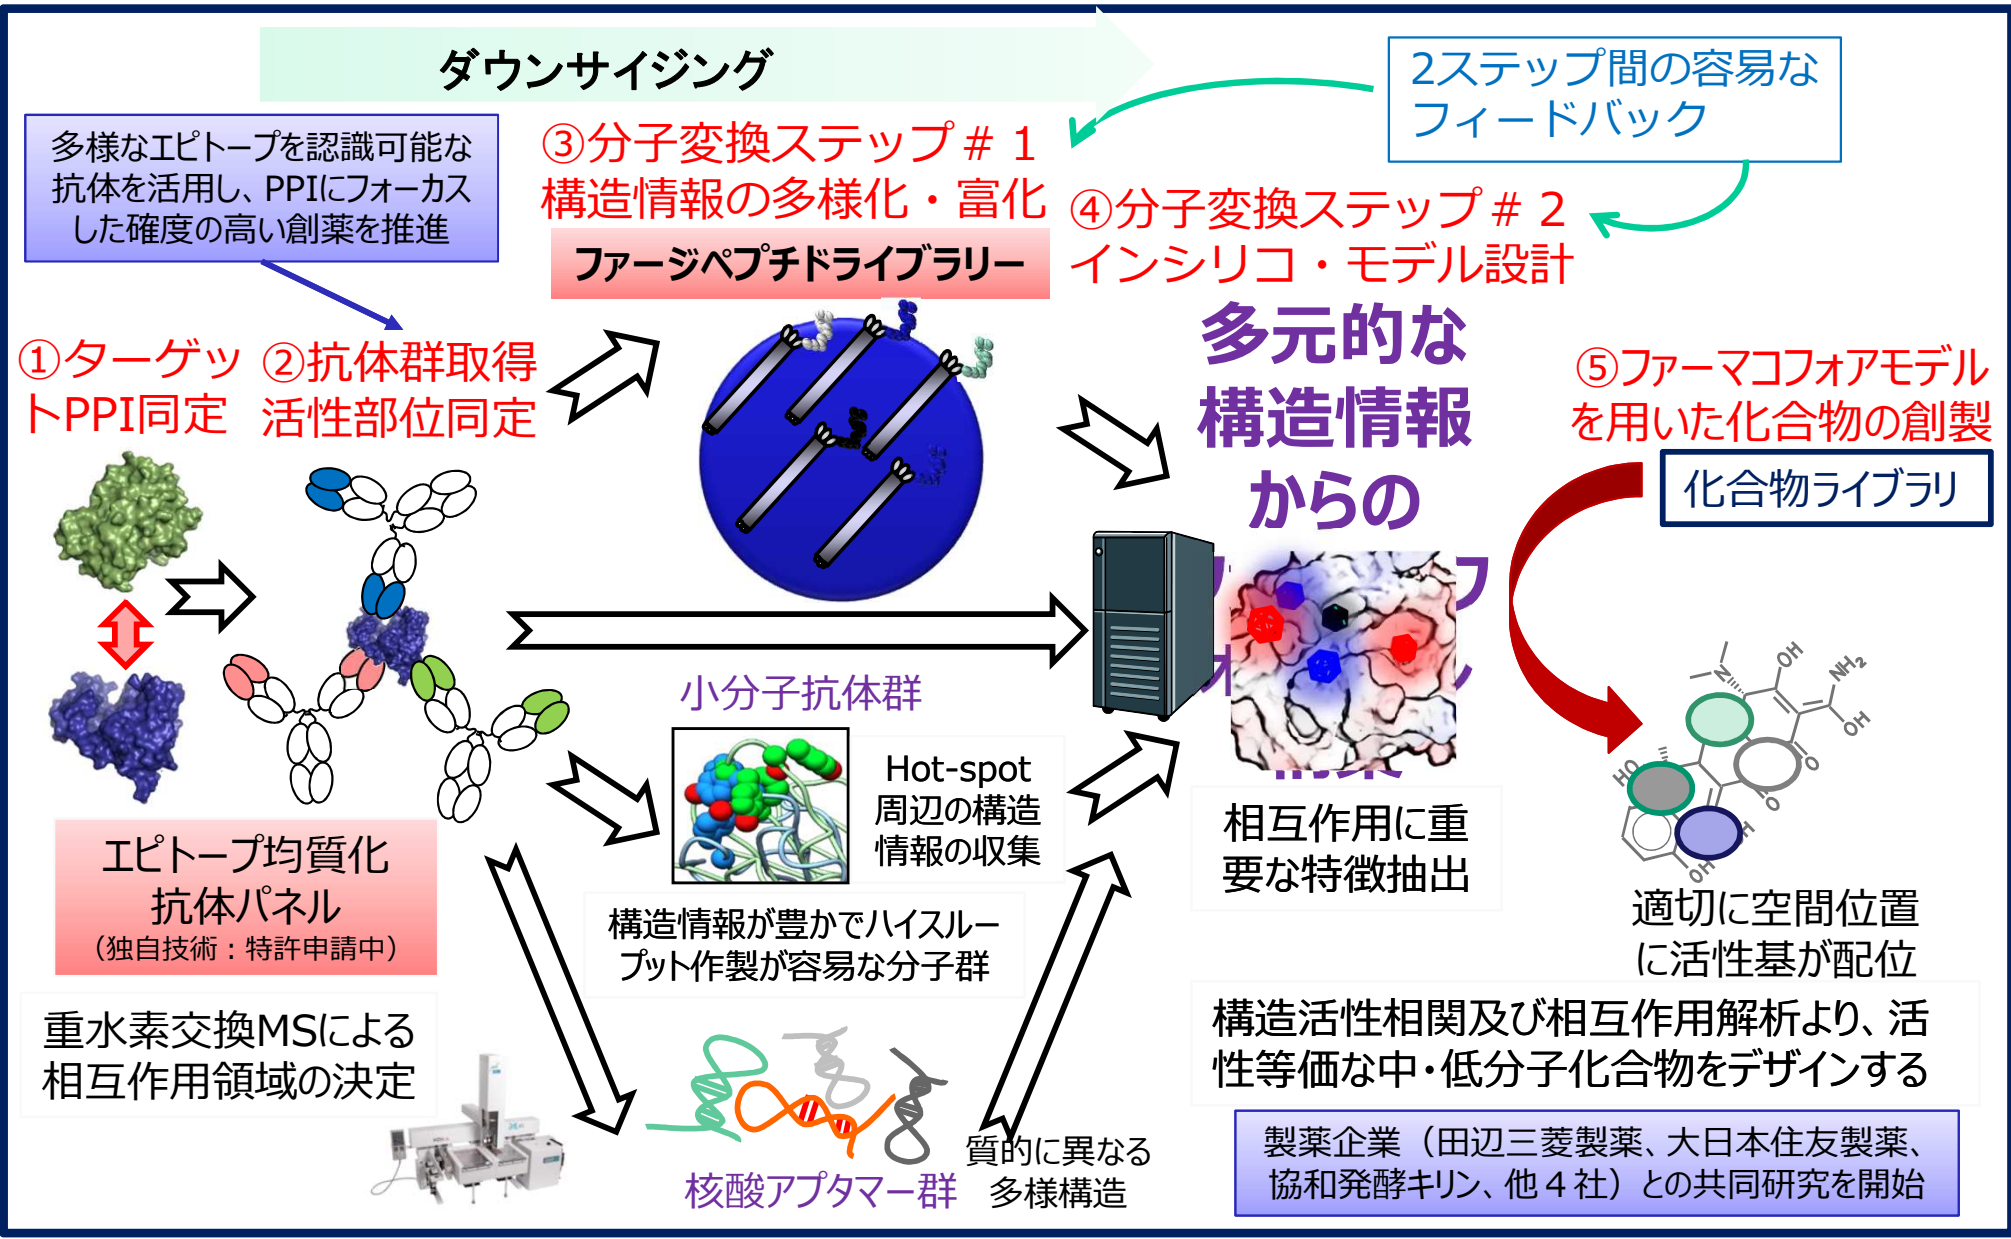 ダウンサイジング
2ステップ間の容易な
フィードバック
多様なエピトープを認識可能な
抗体を活用し、PPIにフォーカス
した確度の高い創薬を推進
③分子変換ステップ＃１
構造情報の多様化・富化
ファージペプチドライブラリー
④分子変換ステップ＃２
インシリコ・モデル設計
①ターゲッ
トPPI同定
②抗体群取得
活性部位同定
多元的な
構造情報
からの
⑤ファーマコフォアモデル
を用いた化合物の創製
化合物ライブラリ
小分子抗体群
Hot-spot
周辺の構造
情報の収集
構造情報が豊かでハイスルー
プット作製が容易な分子群
エピトープ均質化
抗体パネル
（独自技術：特許申請中）
重水素交換MSによる
相互作用領域の決定
核酸アプタマー群
質的に異なる
多様構造
相互作用に重
要な特徴抽出
N
OH
NH₂
OH
O
O
HO
OH
H
適切に空間位置
に活性基が配位
構造活性相関及び相互作用解析より、活
性等価な中・低分子化合物をデザインする
製薬企業（田辺三菱製薬、大日本住友製薬、
協和発酵キリン、他４社）との共同研究を開始